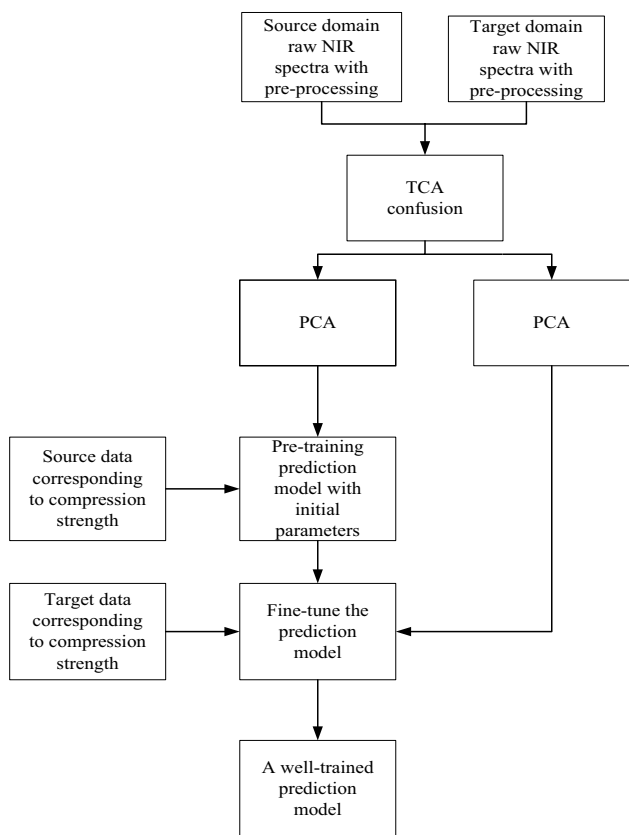 Source domain
raw NIR
spectra with
pre-processing
Target domain
raw NIR
spectra with
pre-processing
TCA
confusion
PCA
PCA
Source data
corresponding
to compression
strength
Pre-training
prediction
model with
initial
parameters
Target data
corresponding
to compression
strength
Fine-tune the
prediction
model
A well-trained
prediction
model